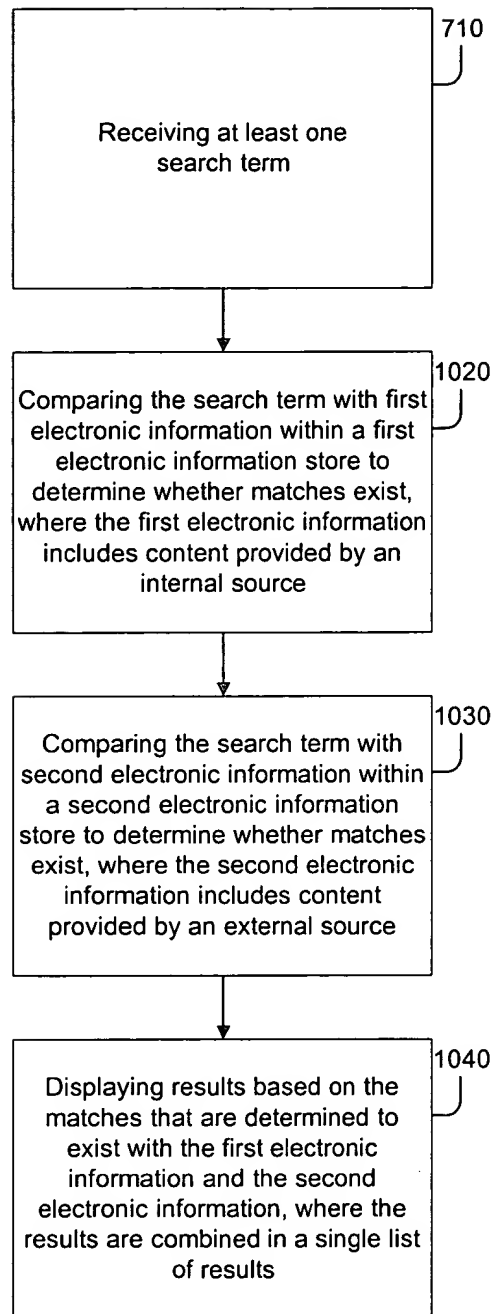 710
Receiving at least one
search term
1020
Comparing the search term with first
electronic information within a first
electronic information store to
determine whether matches exist,
where the first electronic information
includes content provided by an
internal source
1030
Comparing the search term with
second electronic information within
a second electronic information
store to determine whether matches
exist, where the second electronic
information includes content
provided by an external source
1040
Displaying results based on the
matches that are determined to
exist with the first electronic
information and the second
electronic information, where the
results are combined in a single list
of results